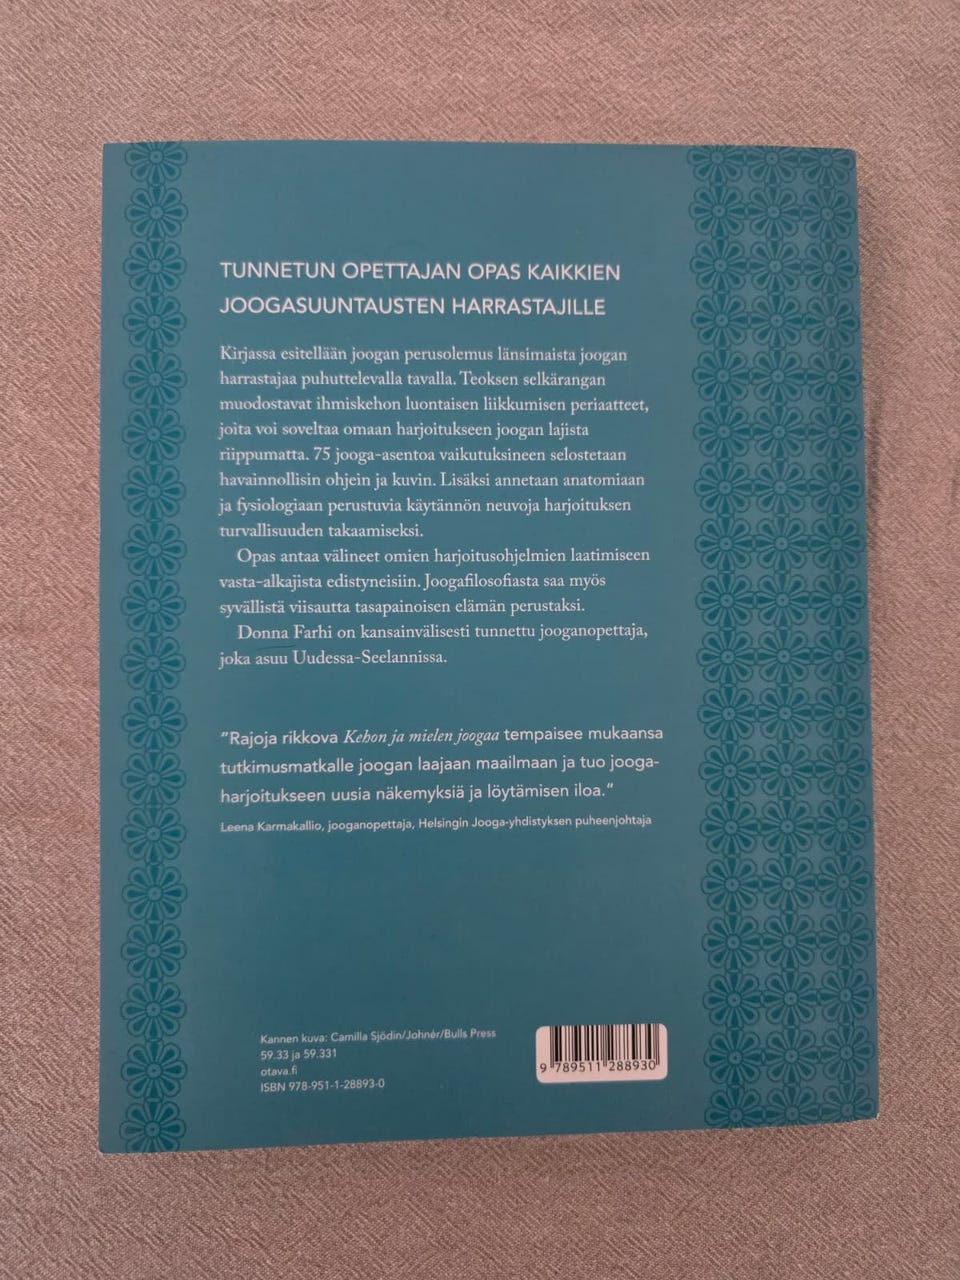 TUNNETUN OPETTAJAN OPAS KAIKKIEN
JOOGASUUNTAUSTEN HARRASTAJILLE
Kirjassa esitellään joogan perusolemus länsimaista joogan
harrastajaa puhuttelevalla tavalla. Teoksen selkärangan
muodostavat ihmiskehon luontaisen liikkumisen periaatteet,
joita voi soveltaa omaan harjoitukseen joogan lajista
riippumatta. 75 jooga-asentoa vaikutuksineen selostetaan
havainnollisin ohjein ja kuvin. Lisäksi annetaan anatomiaan
ja fysiologiaan perustuvia käytännön neuvoja harjoituksen
turvallisuuden takaamiseksi.
Opas antaa välineet omien harjoitusohjelmien laatimiseen
vasta-alkajista edistyneisiin. Joogafilosofiasta saa myös
syvällistä viisautta tasapainoisen elämän perustaksi.
Donna Farhi on kansainvälisesti tunnettu jooganopettaja,
joka asuu Uudessa-Seelannissa.
”Rajoja rikkova Kehon ja mielen joogaa tempaisee mukaansa
tutkimusmatkalle joogan laajaan maailmaan ja tuo jooga-
harjoitukseen uusia näkemyksiä ja löytämisen iloa.”
Leena Karmakallio, jooganopettaja, Helsingin Jooga-yhdistyksen puheenjohtaja
Kannen kuva: Camilla Sjödin/Johnér/Bulls Press
59.33 ja 59.331
otava.fi
ISBN 978-951-1-28893-0
9 789511 288930